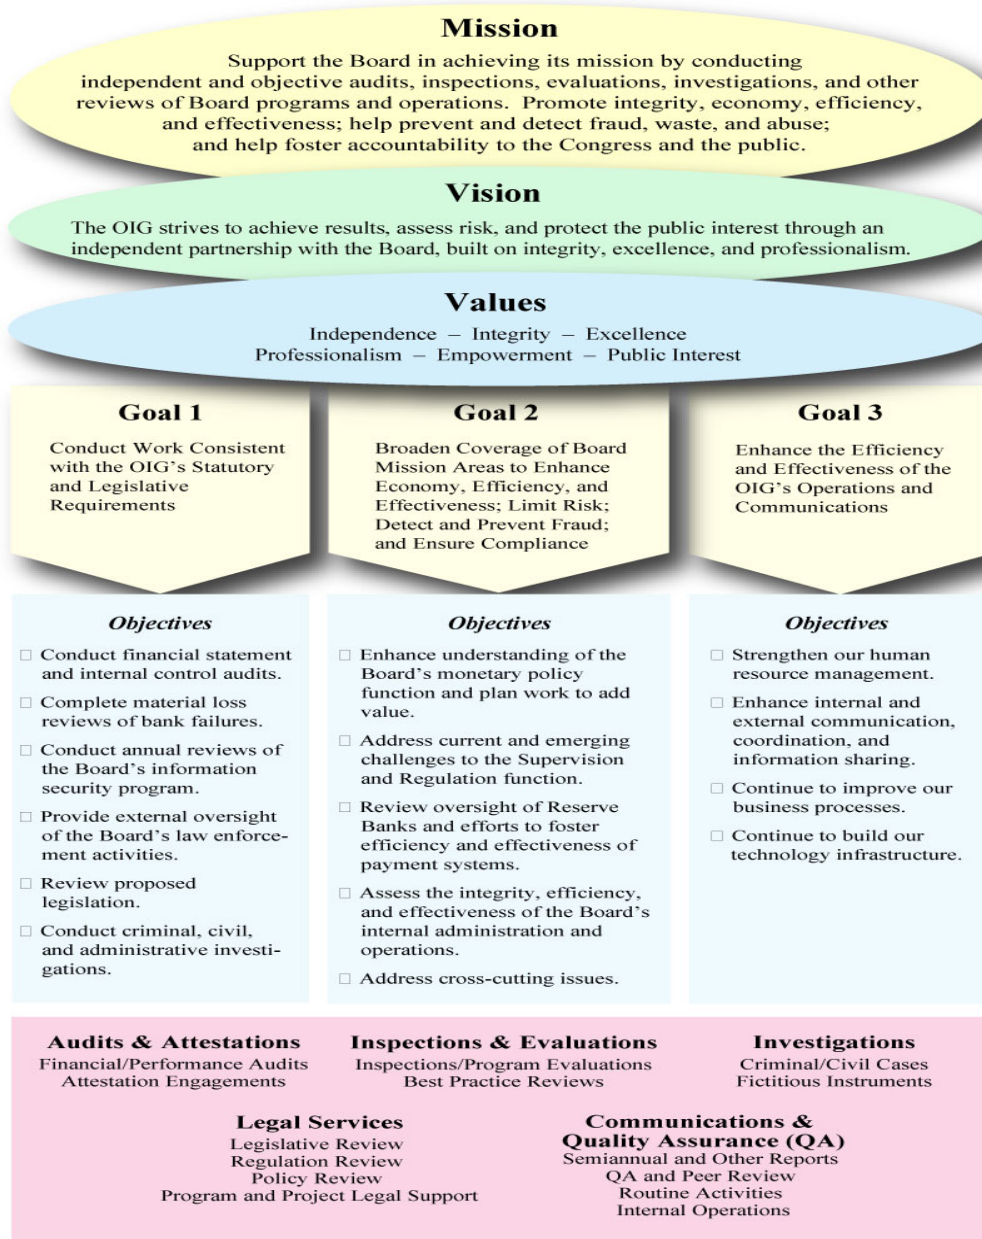 Mission
Support the Board in achieving its mission by conducting
independent and objective audits, inspections, evaluations, investigations, and other
reviews of Board programs and operations. Promote integrity, economy, efficiency,
and effectiveness; help prevent and detect fraud, waste, and abuse;
and help foster accountability to the Congress and the public.
Vision
The OIG strives to achieve results, assess risk, and protect the public interest through an
independent partnership with the Board, built on integrity, excellence, and professionalism.
Values
Independence – Integrity – Excellence
Professionalism – Empowerment – Public Interest
Goal 1
Conduct Work Consistent
with the OIG's Statutory
and Legislative
Requirements
Goal 2
Broaden Coverage of Board
Mission Areas to Enhance
Economy, Efficiency, and
Effectiveness; Limit Risk;
Detect and Prevent Fraud;
and Ensure Compliance
Goal 3
Enhance the Efficiency
and Effectiveness of the
OIG's Operations and
Communications
Objectives
□ Conduct financial statement
and internal control audits.
□ Complete material loss
reviews of bank failures.
□ Conduct annual reviews of
the Board's information
security program.
□ Provide external oversight
of the Board's law enforce-
ment activities.
□ Review proposed
legislation.
□ Conduct criminal, civil,
and administrative investi-
gations.
Objectives
□ Enhance understanding of the
Board's monetary policy
function and plan work to add
value.
□ Address current and emerging
challenges to the Supervision
and Regulation function.
□ Review oversight of Reserve
Banks and efforts to foster
efficiency and effectiveness of
payment systems.
□ Assess the integrity, efficiency,
and effectiveness of the Board's
internal administration and
operations.
□ Address cross-cutting issues.
Objectives
□ Strengthen our human
resource management.
□ Enhance internal and
external communication,
coordination, and
information sharing.
□ Continue to improve our
business processes.
□ Continue to build our
technology infrastructure.
Audits & Attestations
Financial/Performance Audits
Attestation Engagements
Inspections & Evaluations
Inspections/Program Evaluations
Best Practice Reviews
Investigations
Criminal/Civil Cases
Fictitious Instruments
Legal Services
Legislative Review
Regulation Review
Policy Review
Program and Project Legal Support
Communications &
Quality Assurance (QA)
Semiannual and Other Reports
QA and Peer Review
Routine Activities
Internal Operations